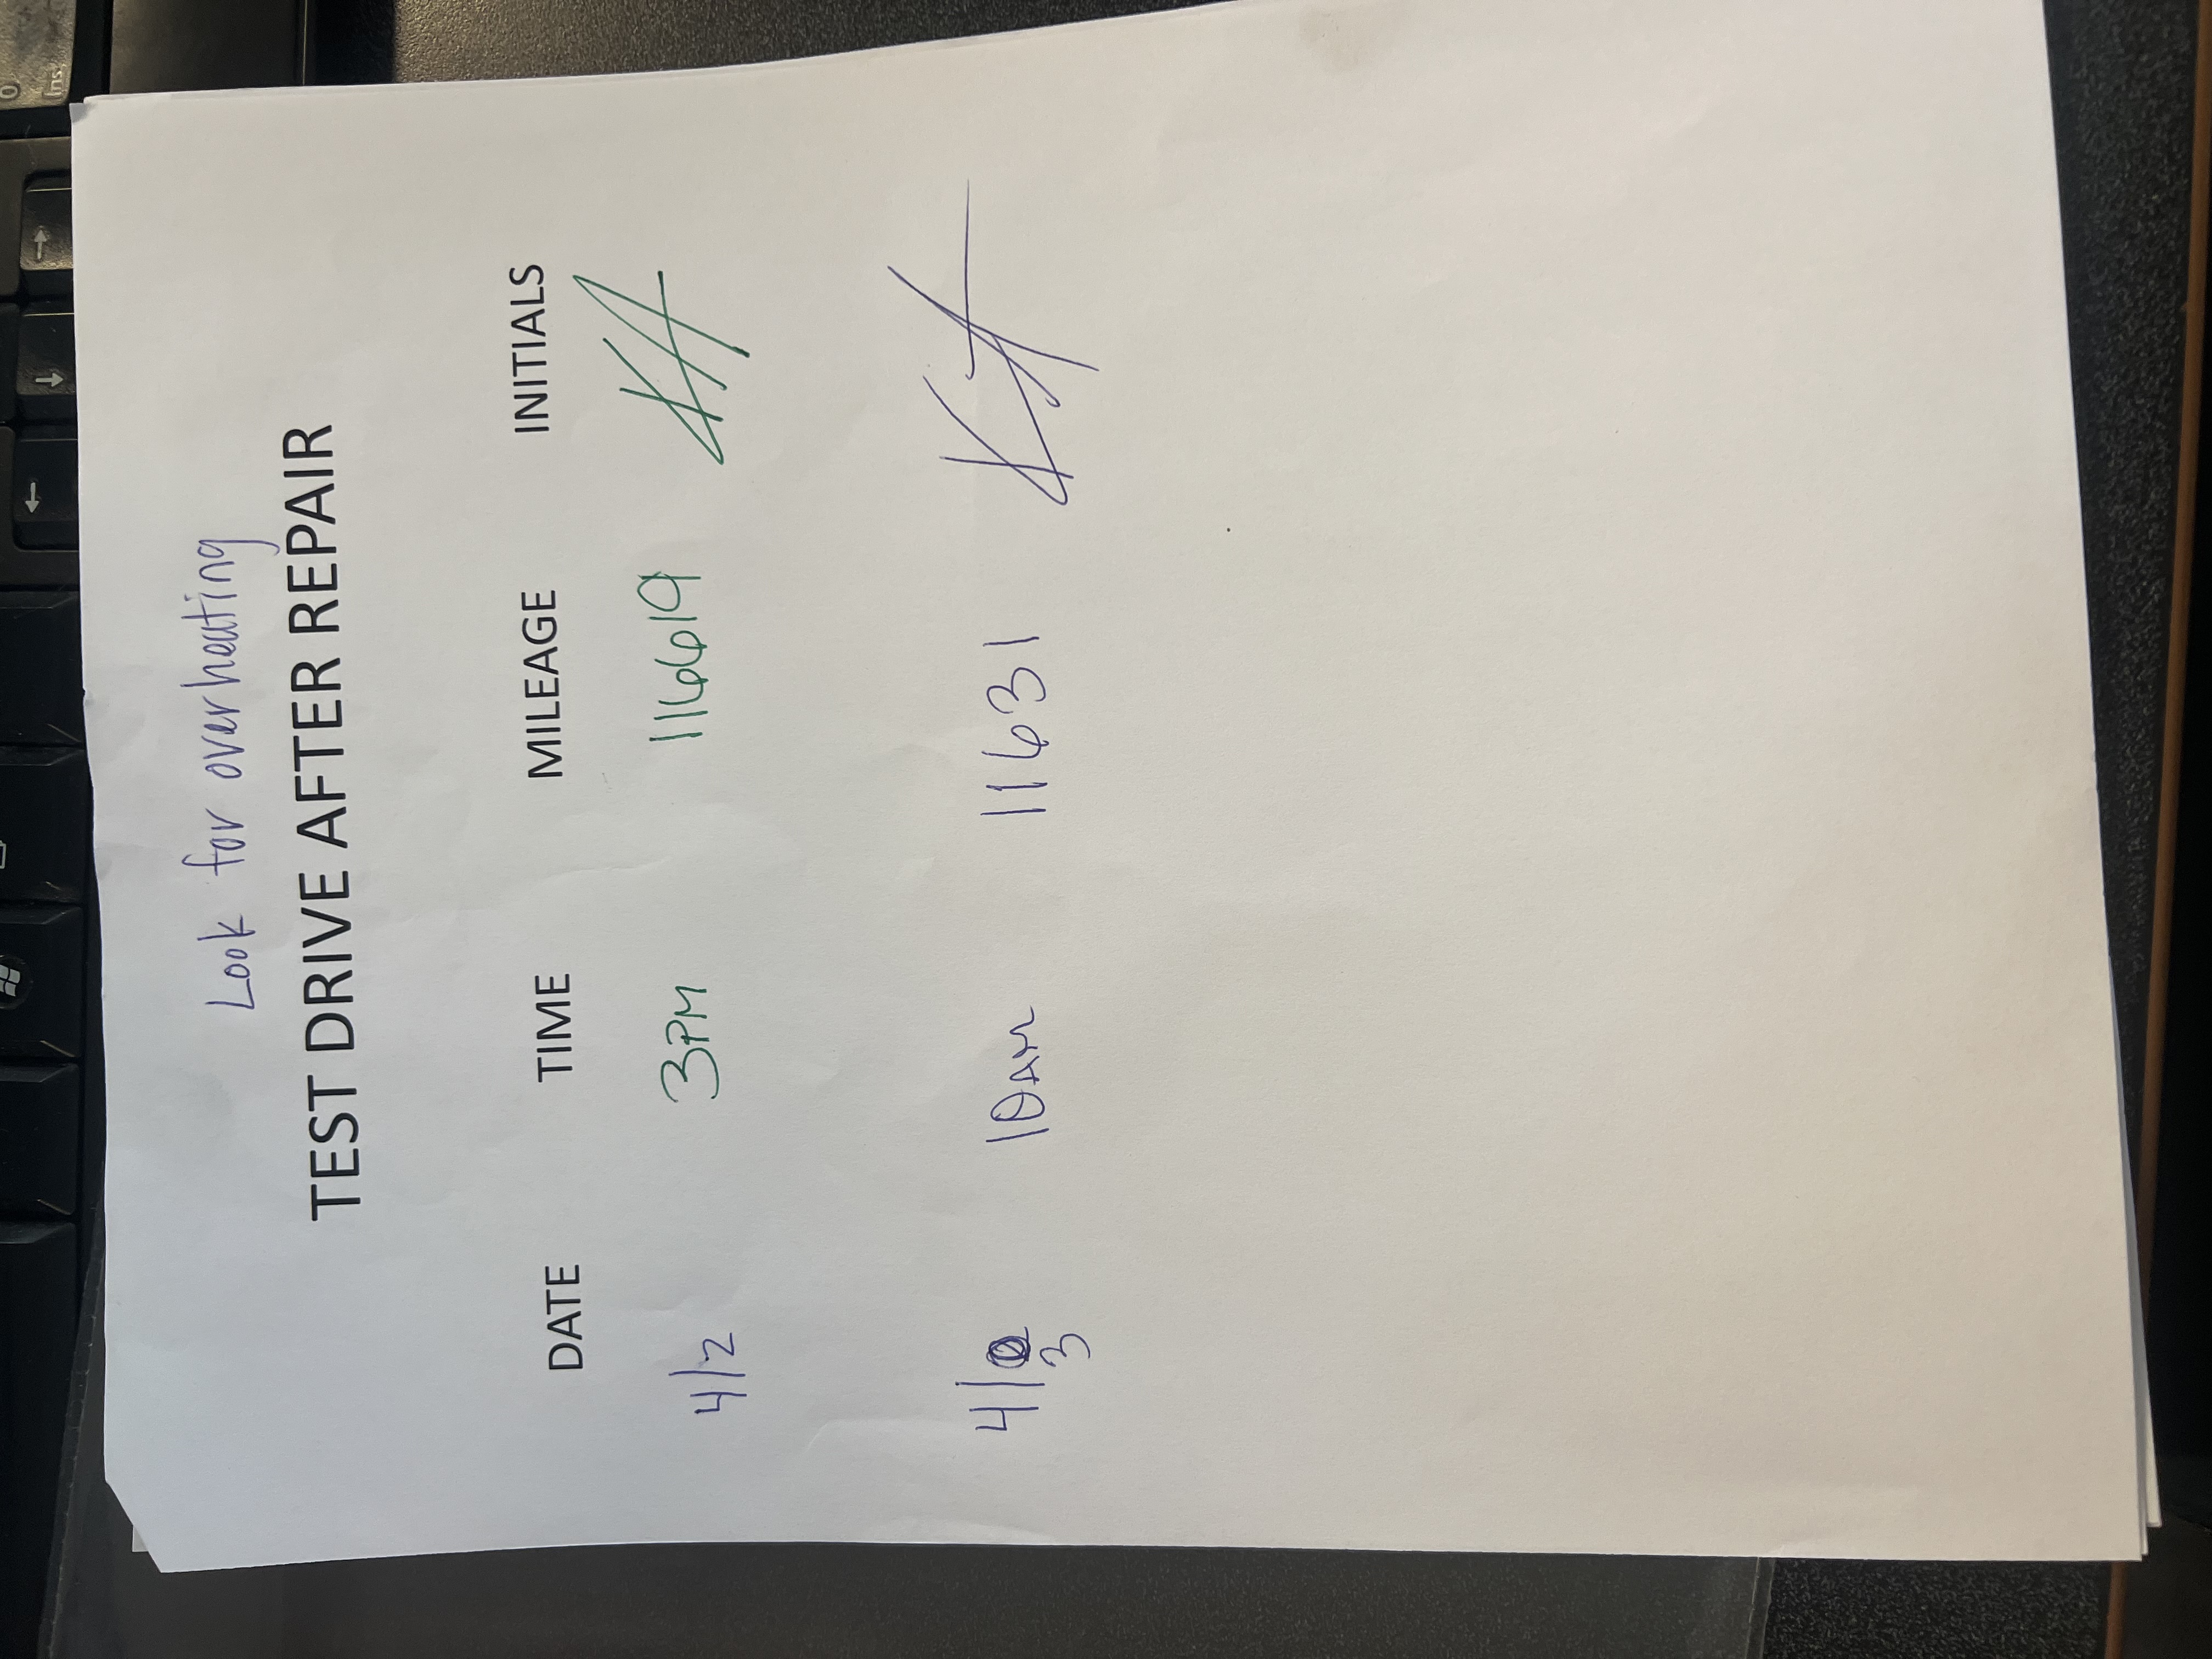 Look for overheating
TEST DRIVE AFTER REPAIR
DATE TIME MILEAGE INITIALS
4/2 3PM 116619
4/ 10am 11631
3